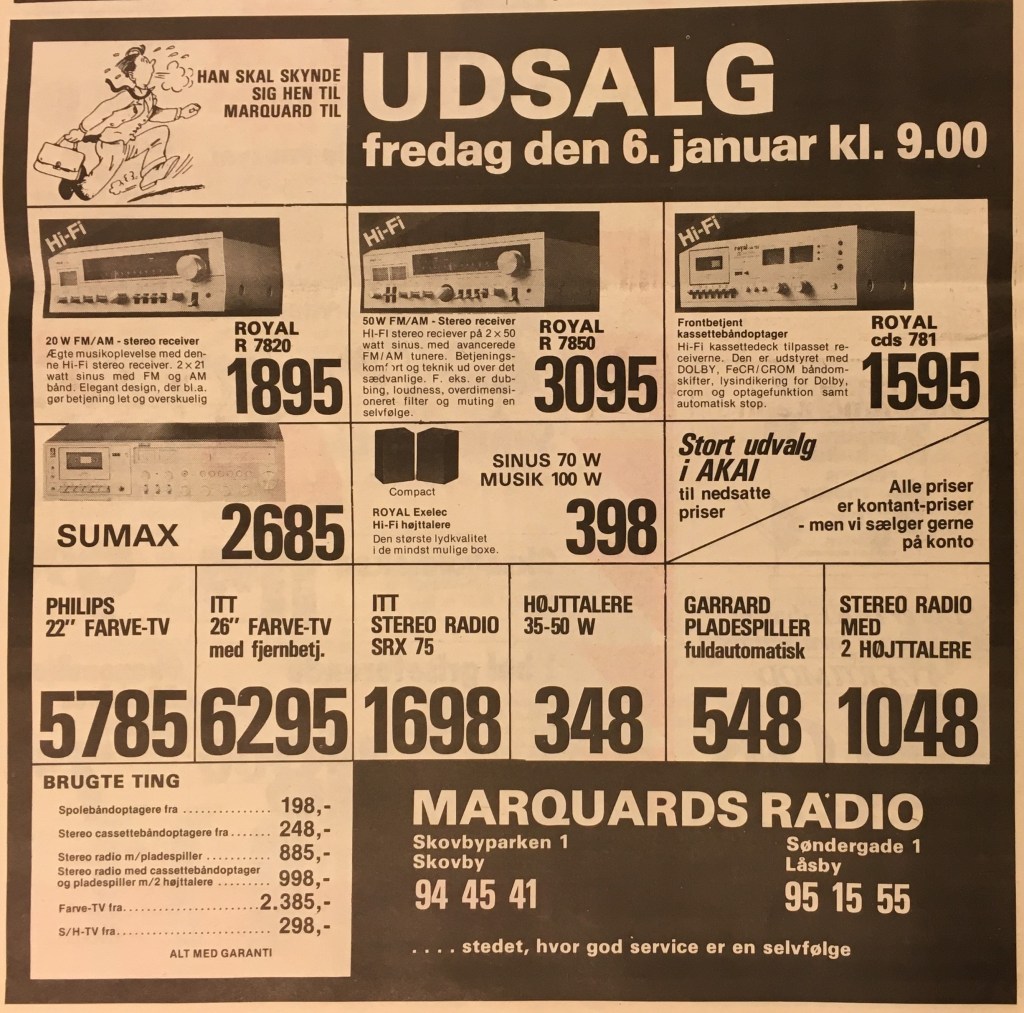 HAN SKAL SKYNDE
SIG HEN TIL
MARQUARD TIL
UDSALG
fredag den 6. januar kl. 9.00
Hi-Fi
20 W FM/AM - stereo receiver
Ægte musikoplevelse med den-
ne Hi-Fi stereo receiver. 2×21
watt sinus med FM og AM
bånd. Elegant design, der bl.a.
gør betjening let og overskuelig
ROYAL
R 7820
1895
Hi-Fi
50 W FM/AM - Stereo receiver
HI-FI stereo reciever på 2×50
watt sinus. med avancerede
FM/AM tunere. Betjenings-
komfort og teknik ud over det
sædvanlige. F. eks. er dub-
bing, loudness, overdimensi-
oneret filter og muting en
selvfølge.
ROYAL
R 7850
3095
Hi-Fi
royal
Frontbetjent
kassettebåndoptager
Hi-Fi kassettedeck tilpasset re-
ceiverne. Den er udstyret med
DOLBY, FeCR/CROM båndom-
skifter, lysindikering for Dolby,
crom og optagefunktion samt
automatisk stop.
ROYAL
cds 781
1595
SUMAX
2685
Compact
SINUS 70 W
MUSIK 100 W
ROYAL Exelec
Hi-Fi højttalere
Den største lydkvalitet
i de mindst mulige boxe.
398
Stort udvalg
i AKAI
til nedsatte
priser
Alle priser
er kontant-priser
- men vi sælger gerne
på konto
PHILIPS
22" FARVE-TV
5785
ITT
26" FARVE-TV
med fjernbetj.
6295
ITT
STEREO RADIO
SRX 75
1698
HØJTTALERE
35-50 W
348
GARRARD
PLADESPILLER
fuldautomatisk
548
STEREO RADIO
MED
2 HØJTTALERE
1048
BRUGTE TING
Spolebåndoptagere fra ............ 198,-
Stereo cassettebåndoptagere fra ....... 248,-
Stereo radio m/pladespiller ........... 885,-
Stereo radio med cassettebåndoptager
og pladespiller m/2 højttalere ......... 998,-
Farve-TV fra........................ 2.385,-
S/H-TV fra......................... 298,-
ALT MED GARANTI
MARQUARDS RADIO
Skovbyparken 1
Skovby
94 45 41
Søndergade 1
Låsby
95 15 55
.... stedet, hvor god service er en selvfølge